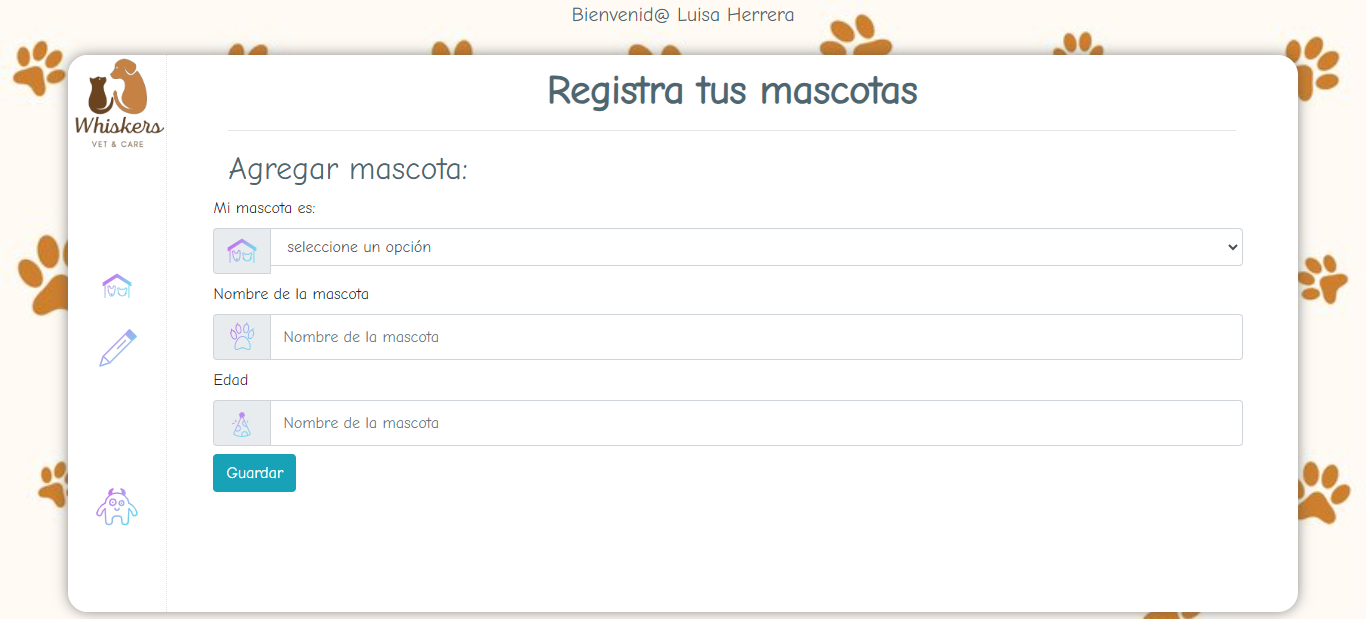 Bienvenid@ Luisa Herrera
Whiskers
VET & CARE
Registra tus mascotas
Agregar mascota:
Mi mascota es:
seleccione un opción
Nombre de la mascota
Nombre de la mascota
Edad
Nombre de la mascota
Guardar